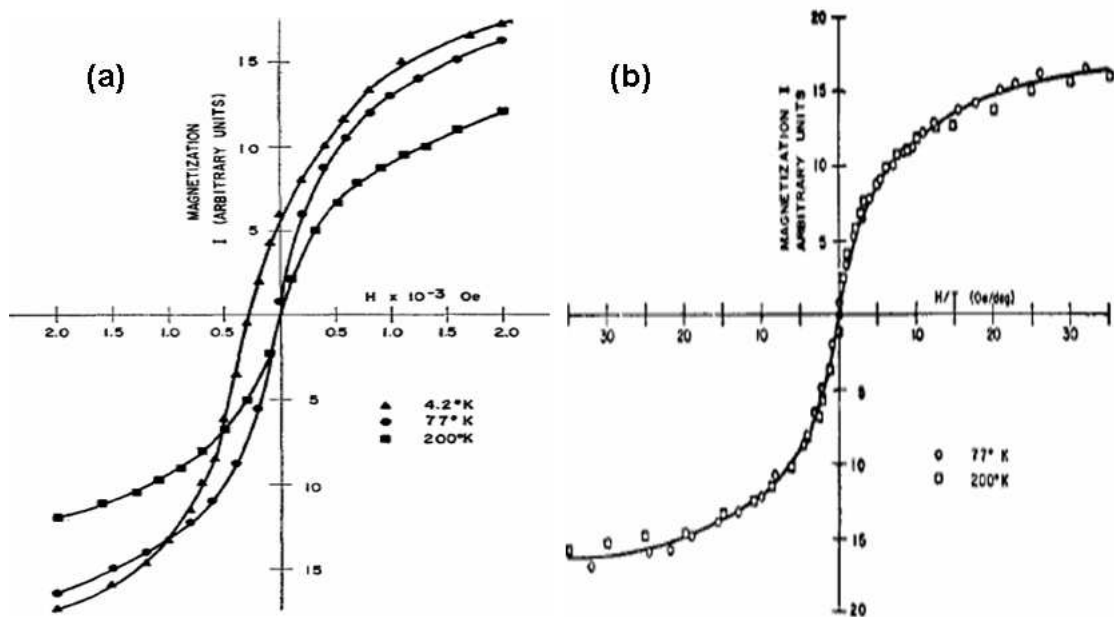 (a)
MAGNETIZATION
I (ARBITRARY UNITS)
15
10
5
H x 10⁻³ Oe
2.0 1.5 1.0 0.5 0.5 1.0 1.5 2.0
5
10
15
▲ 4.2°K
● 77°K
■ 200°K
(b)
MAGNETIZATION I
ARBITRARY UNITS
20
15
10
5
H/T (Oe/deg)
30 20 10 10 20 30
5
10
15
20
77° K
200°K